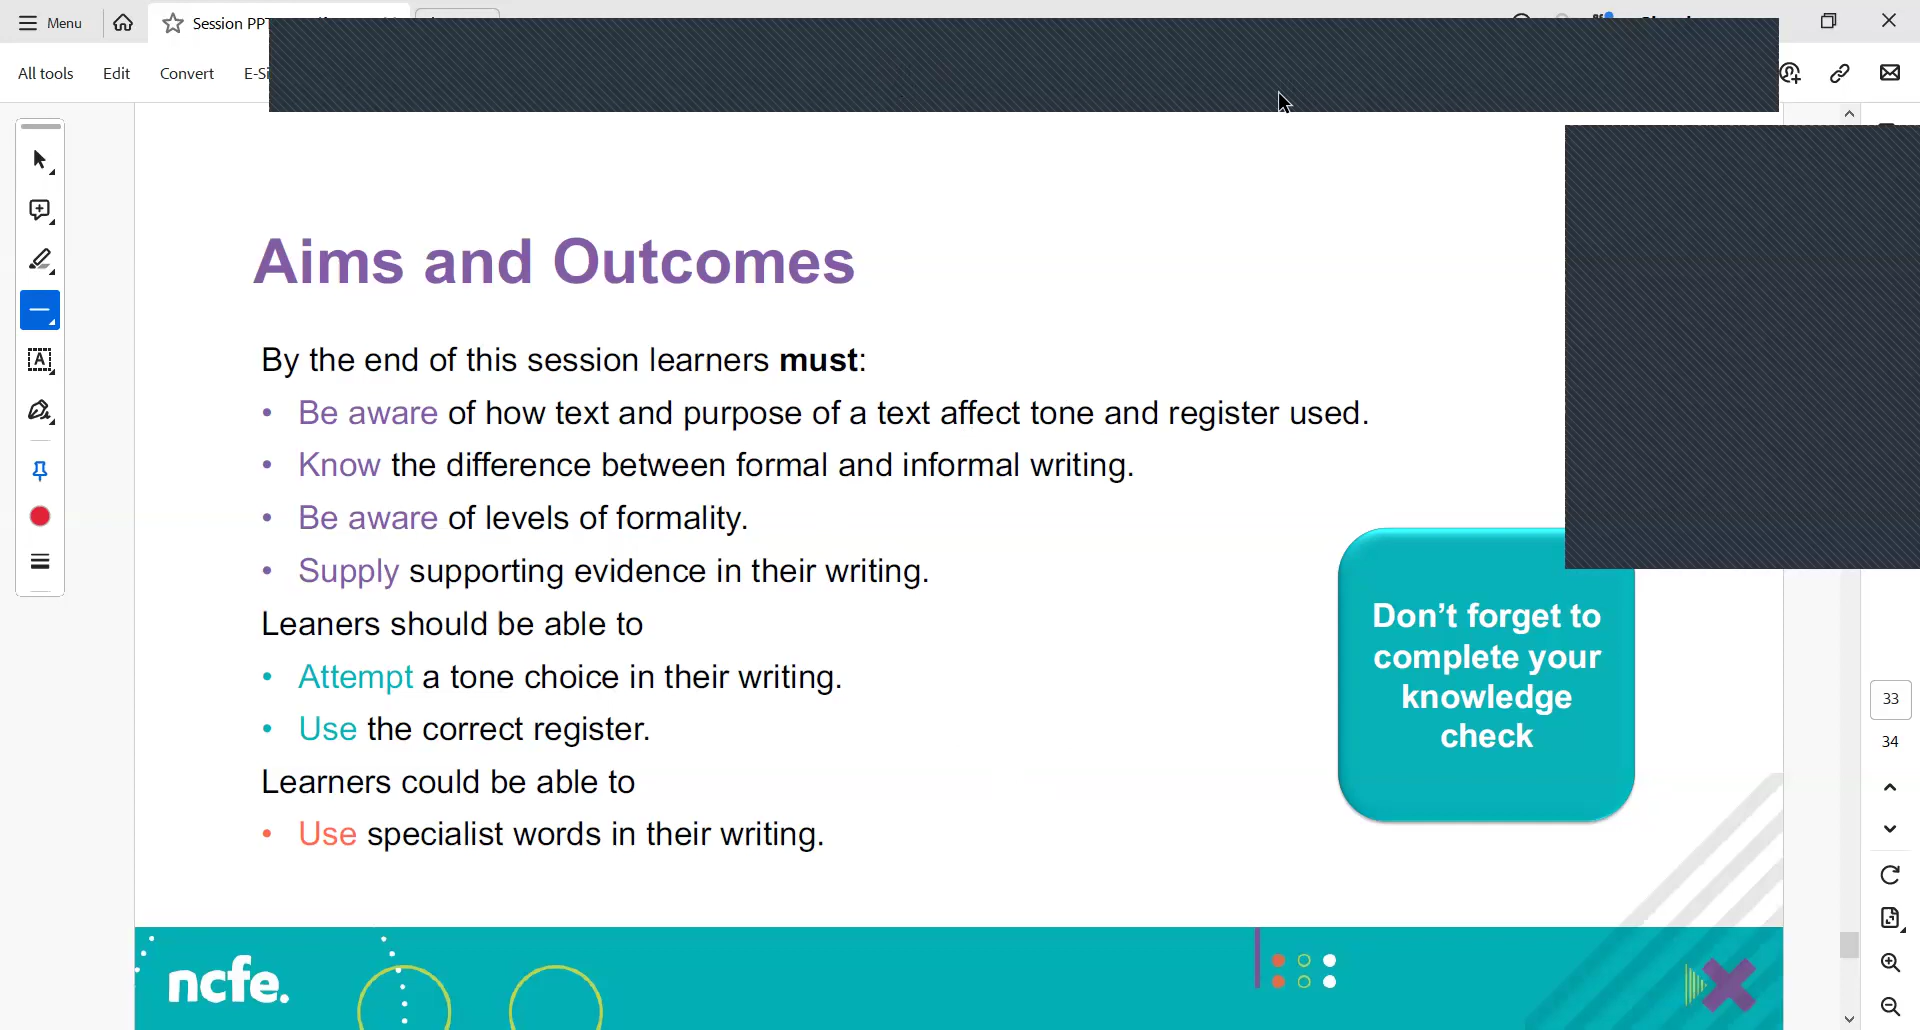 Menu
Session PPT
All tools Edit Convert
Aims and Outcomes
By the end of this session learners must:
• Be aware of how text and purpose of a text affect tone and register used.
• Know the difference between formal and informal writing.
• Be aware of levels of formality.
• Supply supporting evidence in their writing.
Leaners should be able to
• Attempt a tone choice in their writing.
• Use the correct register.
Learners could be able to
• Use specialist words in their writing.
Don’t forget to
complete your
knowledge
check
33
34
ncfe.